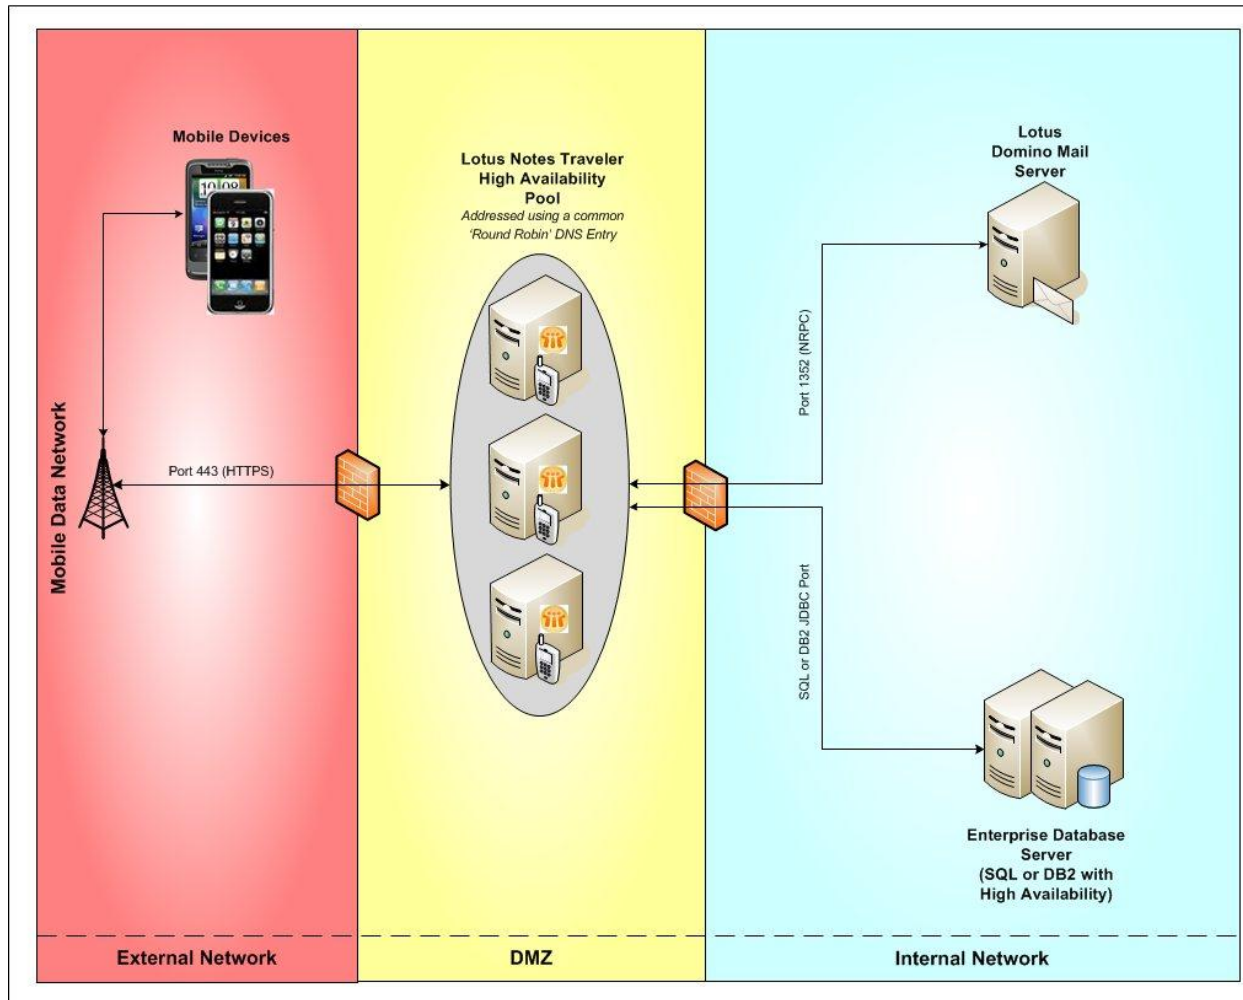 Mobile Devices
Lotus Notes Traveler
High Availability
Pool
Addressed using a common
‘Round Robin’ DNS Entry
Lotus
Domino Mail
Server
Port 1352 (NRPC)
Mobile Data Network
Port 443 (HTTPS)
SQL or DB2 JDBC Port
Enterprise Database
Server
(SQL or DB2 with
High Availability)
External Network
DMZ
Internal Network